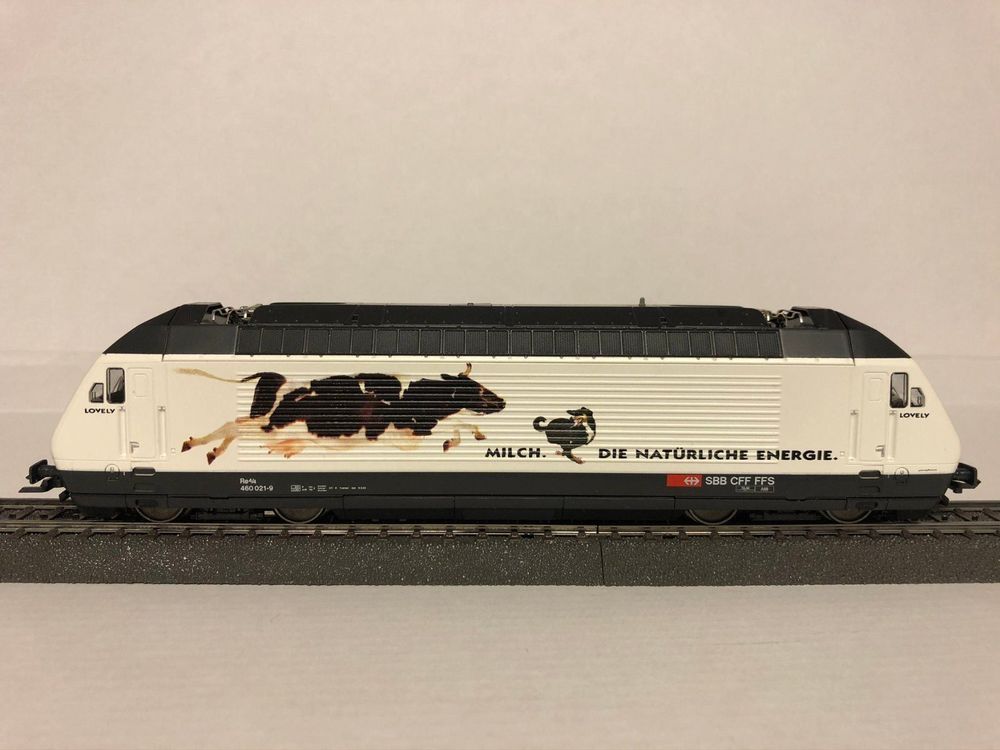 LOVELY
LOVELY
MILCH. DIE NATÜRLICHE ENERGIE.
Re 4/4
460 021-9
SBB CFF FFS